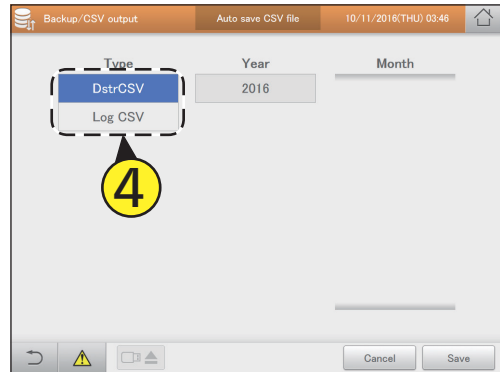 Backup/CSV output Auto save CSV file 10/11/2016(THU) 03:46
Type Year Month
DstrCSV 2016
Log CSV
4
Cancel Save